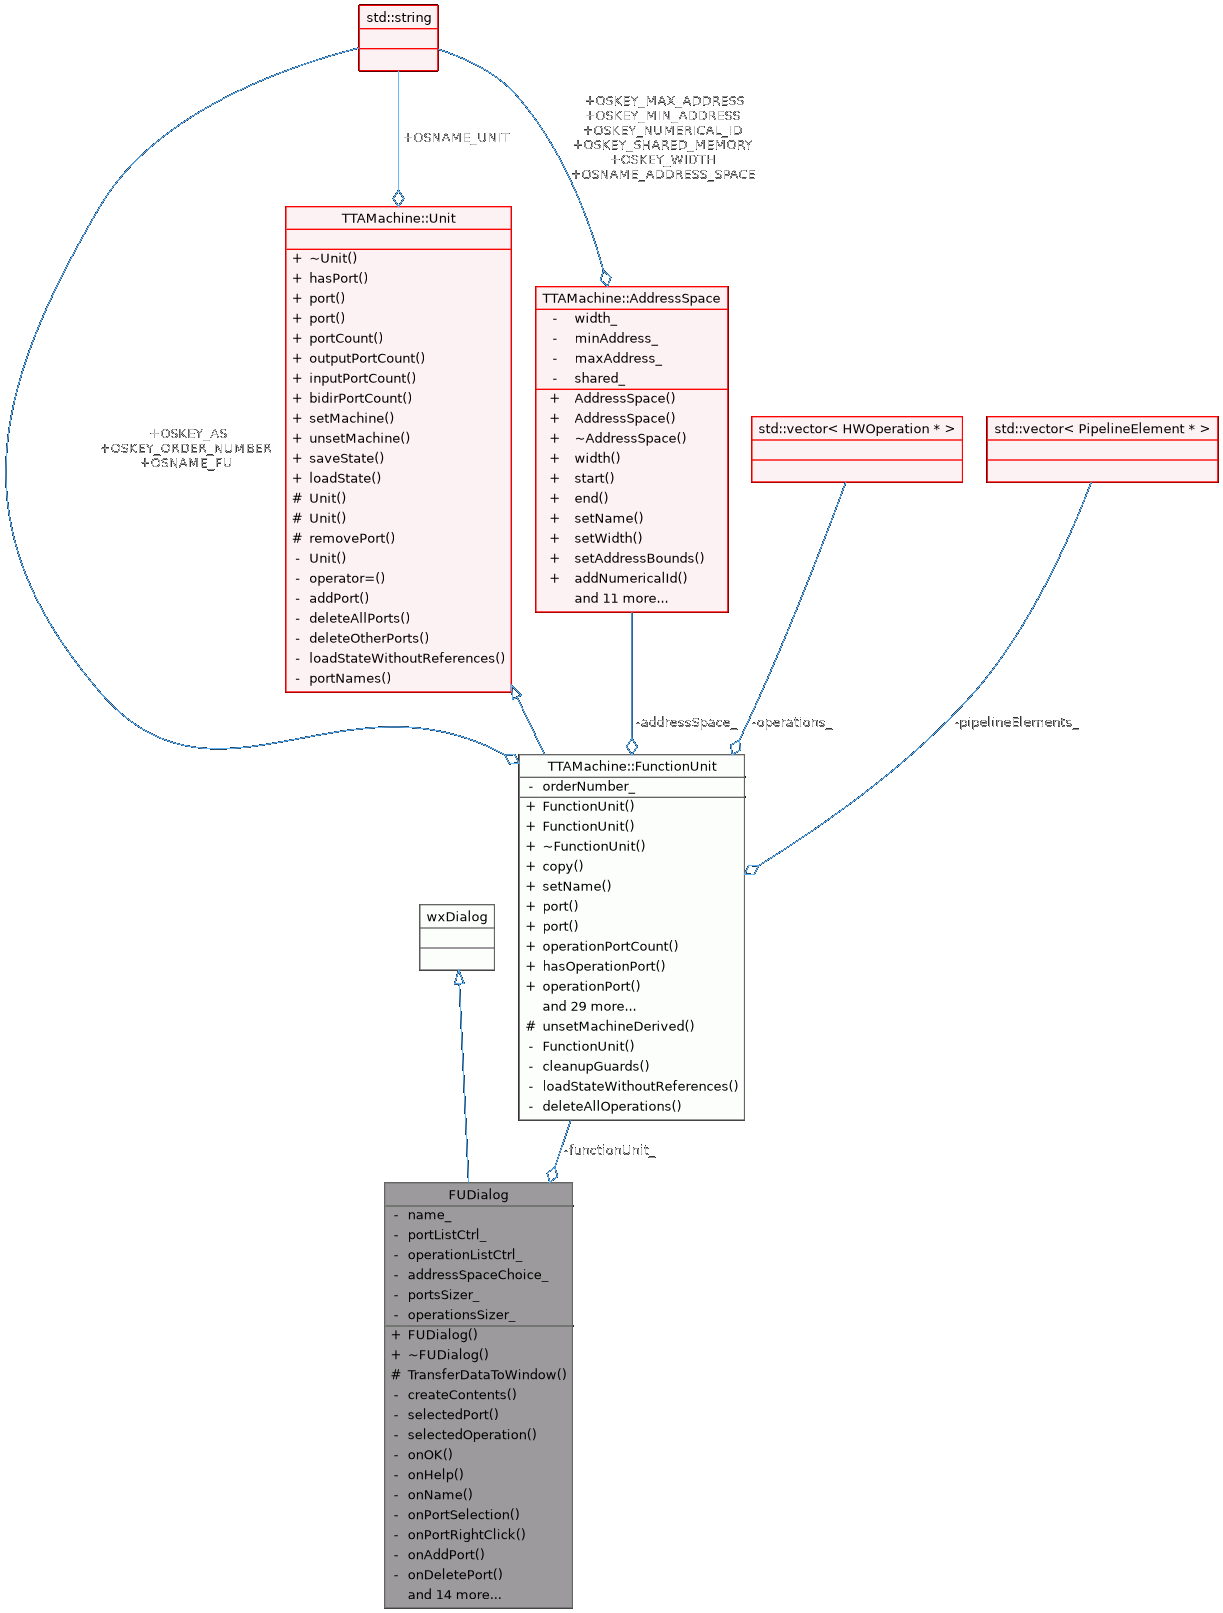 std::string
+OSKEY_MAX_ADDRESS
+OSKEY_MIN_ADDRESS
+OSKEY_NUMERICAL_ID
+OSKEY_SHARED_MEMORY
+OSKEY_WIDTH
+OSNAME_ADDRESS_SPACE
+OSNAME_UNIT
TTAMachine::Unit
+ ~Unit()
+ hasPort()
+ port()
+ port()
+ portCount()
+ outputPortCount()
+ inputPortCount()
+ bidirPortCount()
+ setMachine()
+ unsetMachine()
+ saveState()
+ loadState()
# Unit()
# Unit()
# removePort()
- Unit()
- operator=()
- addPort()
- deleteAllPorts()
- deleteOtherPorts()
- loadStateWithoutReferences()
- portNames()
TTAMachine::AddressSpace
- width_
- minAddress_
- maxAddress_
- shared_
+ AddressSpace()
+ AddressSpace()
+ ~AddressSpace()
+ width()
+ start()
+ end()
+ setName()
+ setWidth()
+ setAddressBounds()
+ addNumericalId()
and 11 more...
std::vector< HWOperation * >
std::vector< PipelineElement * >
+OSKEY_AS
+OSKEY_ORDER_NUMBER
+OSNAME_FU
-addressSpace_
-operations_
-pipelineElements_
TTAMachine::FunctionUnit
- orderNumber_
+ FunctionUnit()
+ FunctionUnit()
+ ~FunctionUnit()
+ copy()
+ setName()
+ port()
+ port()
+ operationPortCount()
+ hasOperationPort()
+ operationPort()
and 29 more...
# unsetMachineDerived()
- FunctionUnit()
- cleanupGuards()
- loadStateWithoutReferences()
- deleteAllOperations()
wxDialog
-functionUnit_
FUDialog
- name_
- portListCtrl_
- operationListCtrl_
- addressSpaceChoice_
- portsSizer_
- operationsSizer_
+ FUDialog()
+ ~FUDialog()
# TransferDataToWindow()
- createContents()
- selectedPort()
- selectedOperation()
- onOK()
- onHelp()
- onName()
- onPortSelection()
- onPortRightClick()
- onAddPort()
- onDeletePort()
and 14 more...